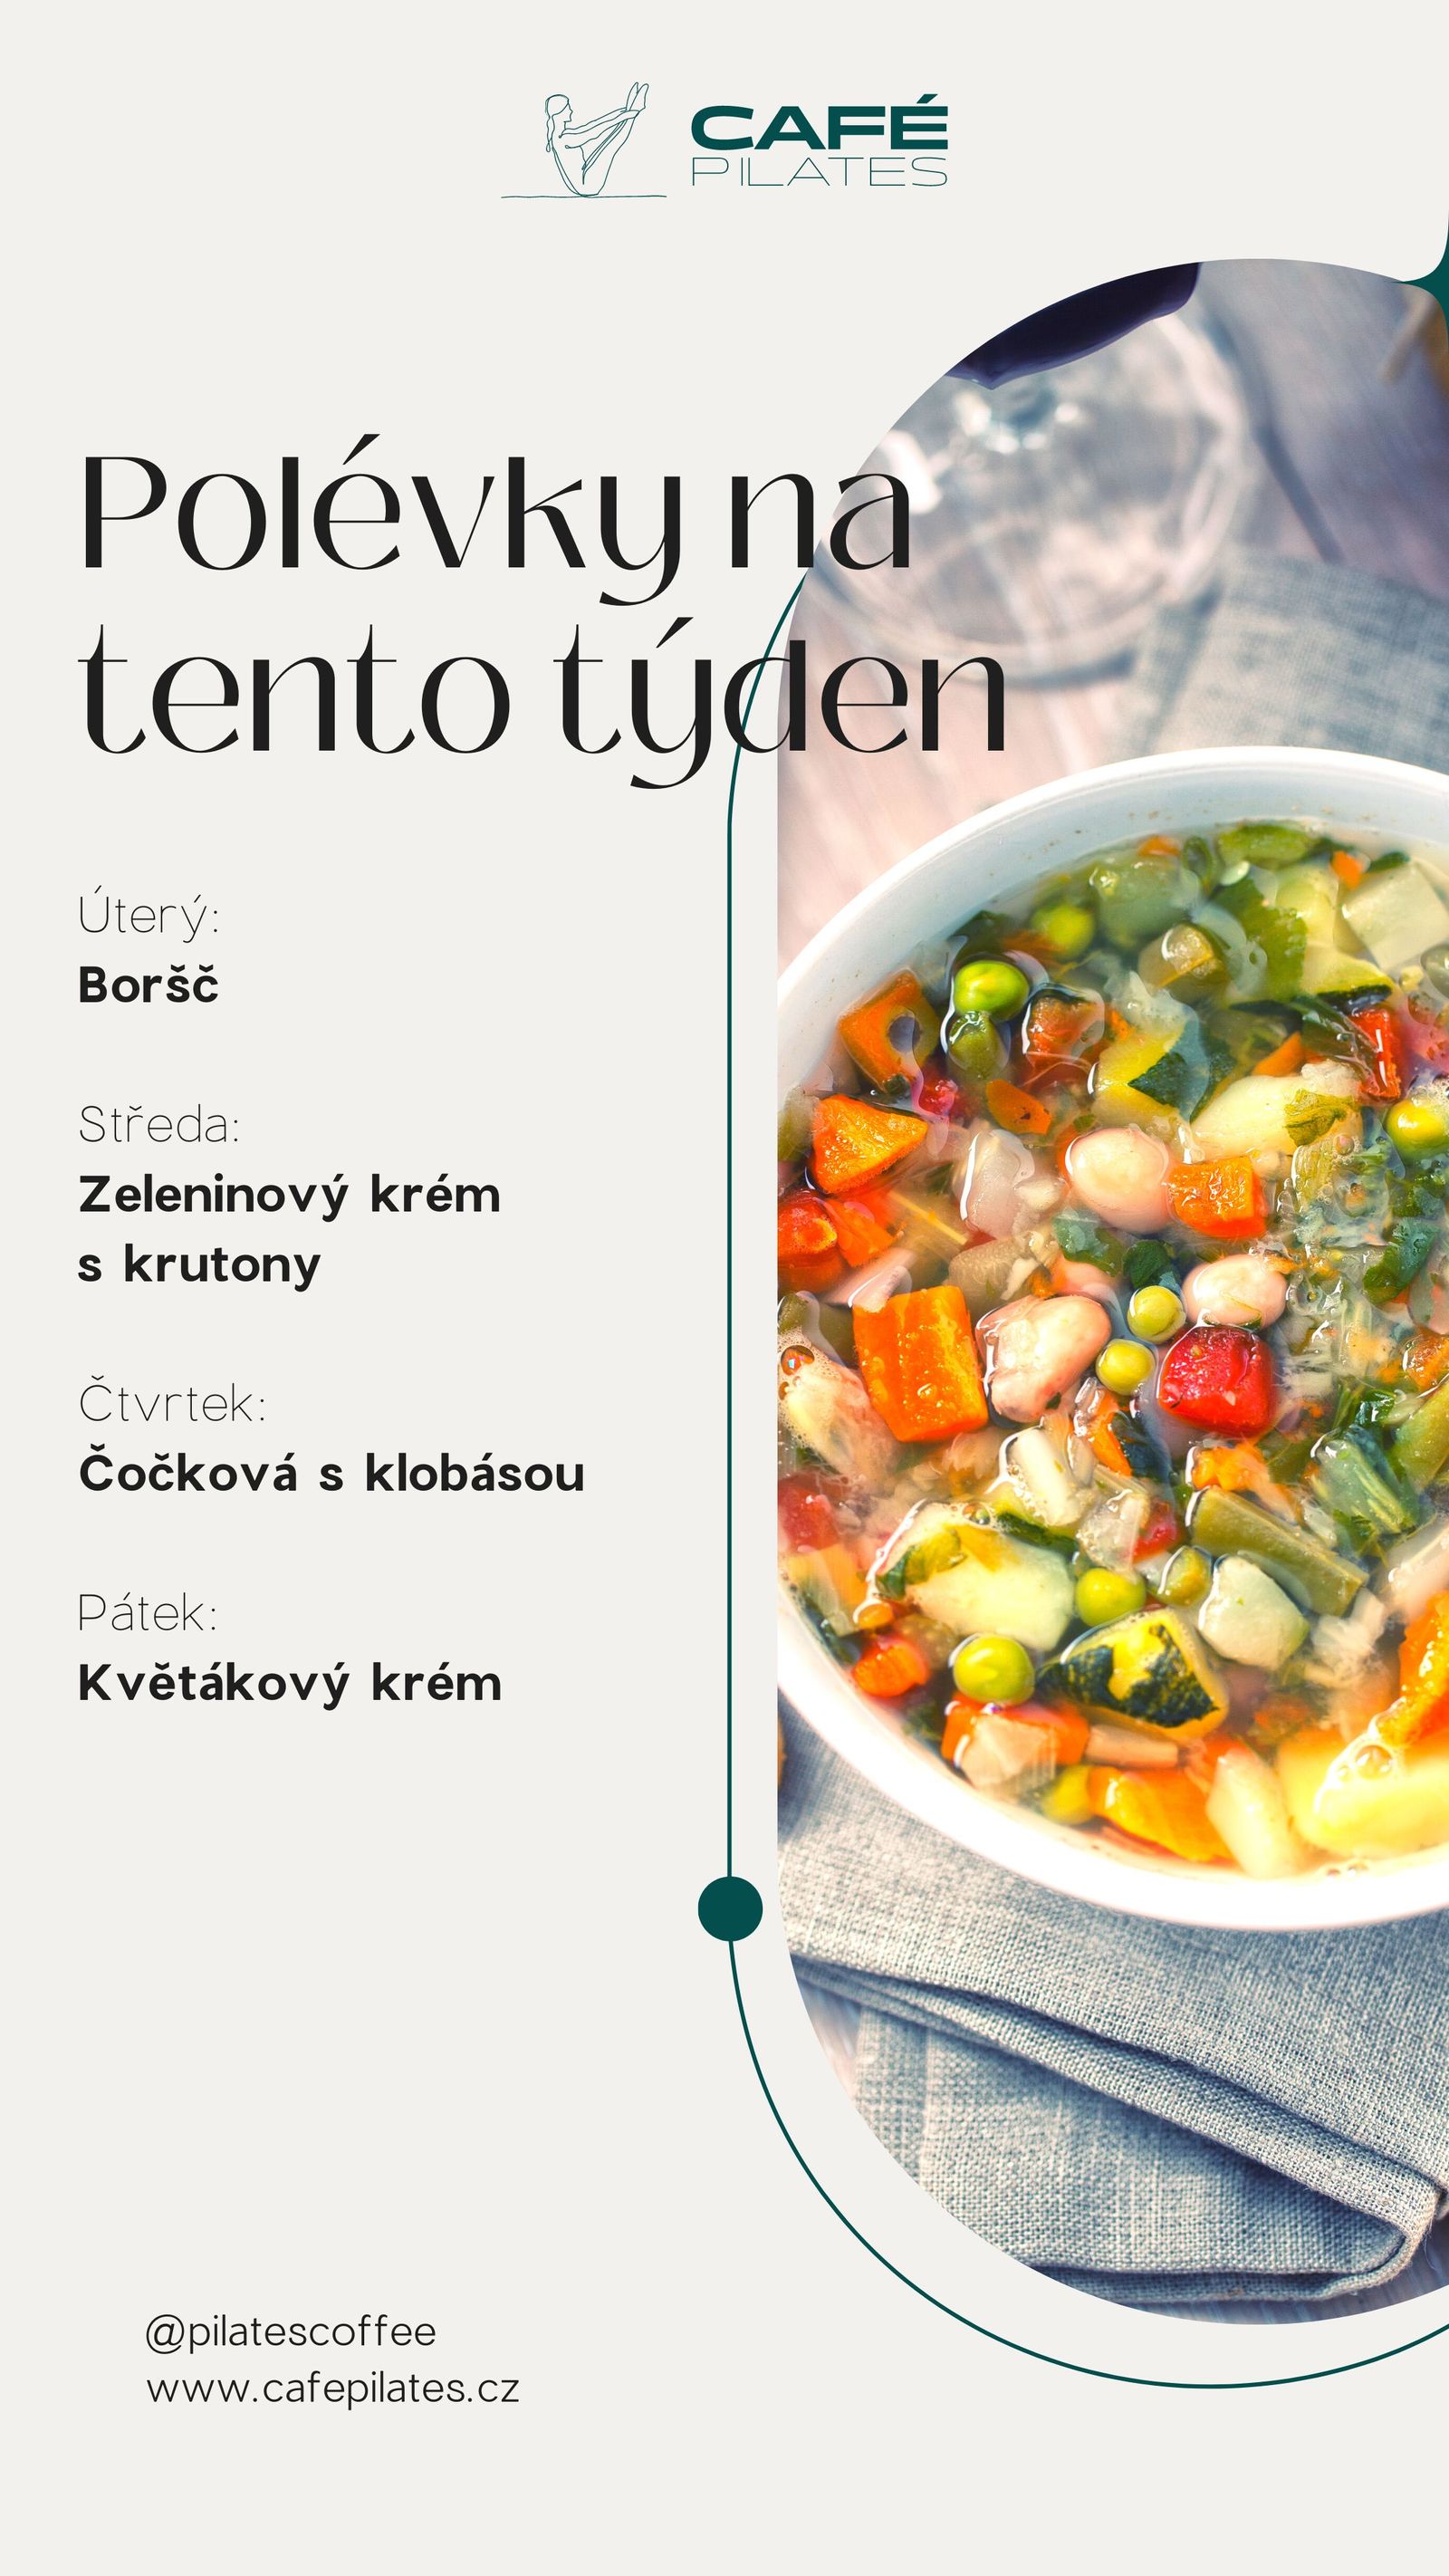 CAFÉ
PILATES
Polévky na
tento týden
Úterý:
Boršč
Středa:
Zeleninový krém
s krutony
Čtvrtek:
Čočková s klobásou
Pátek:
Květákový krém
@pilatescoffee
www.cafepilates.cz